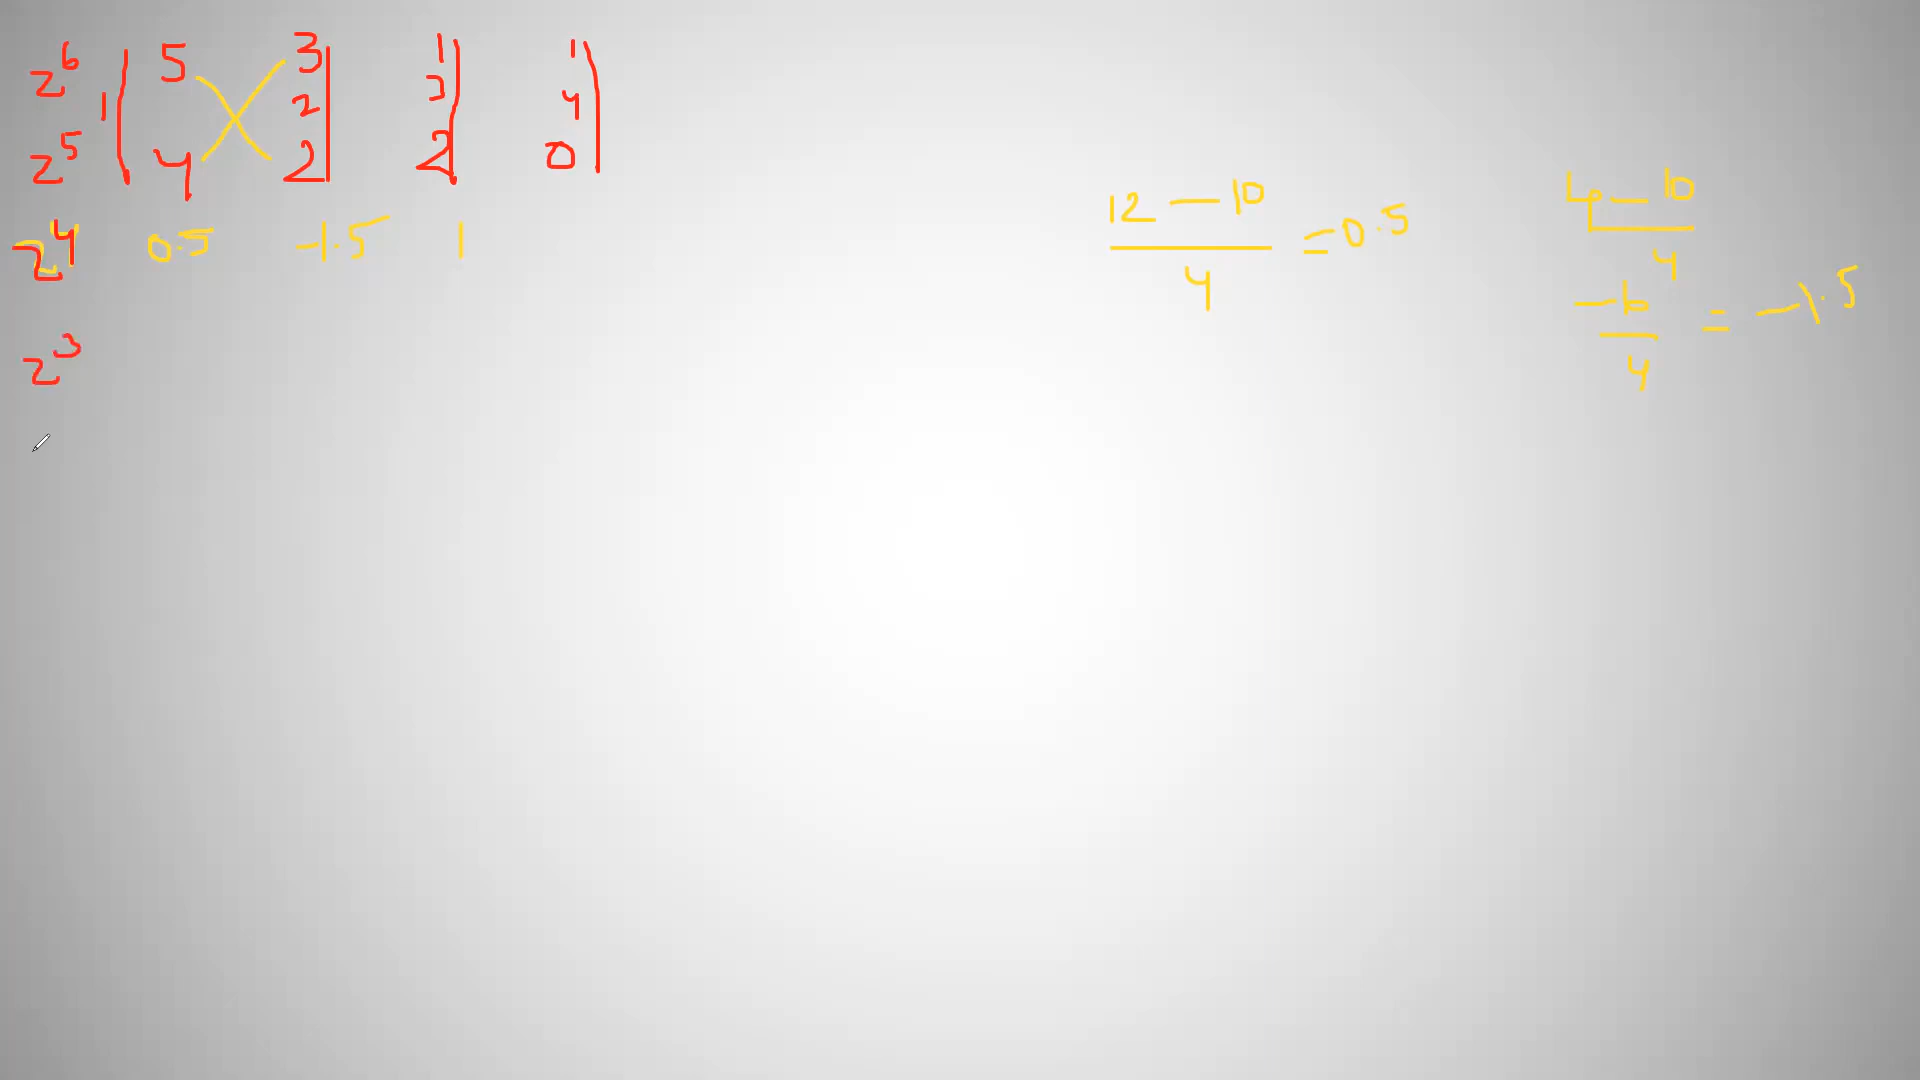 z^6 | 5 3 | 1 | 1 |
1 2 2 4
z^5 4 2 2 0
z^4 0.5 -1.5 1
z^3
12 - 10
4
= 0.5
4 - 10
4
-6
4
= -1.5